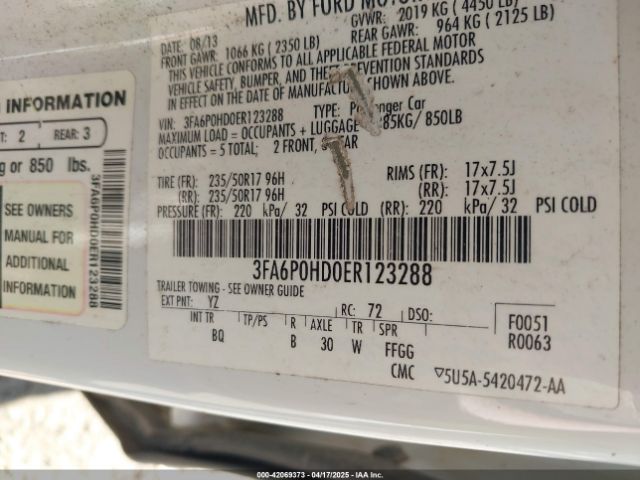 MFD. BY FORD MOTOR
DATE: 08/13
GVWR: 2019 KG ( 4450 LB)
FRONT GAWR: 1066 KG ( 2350 LB)
REAR GAWR: 964 KG ( 2125 LB)
THIS VEHICLE CONFORMS TO ALL APPLICABLE FEDERAL MOTOR
VEHICLE SAFETY, BUMPER, AND THEFT PREVENTION STANDARDS
IN EFFECT ON THE DATE OF MANUFACTURE SHOWN ABOVE.
VIN: 3FA6P0HD0ER123288
TYPE: Passenger Car
MAXIMUM LOAD = OCCUPANTS + LUGGAGE 85KG/ 850LB
OCCUPANTS = 5 TOTAL; 2 FRONT,
TIRE (FR): 235/50R17 96H RIMS (FR): 17x7.5J
(RR): 235/50R17 96H (RR): 17x7.5J
PRESSURE (FR): 220 kPa/ 32 PSI COLD (RR): 220 kPa/ 32 PSI COLD
3FA6P0HD0ER123288
TRAILER TOWING - SEE OWNER GUIDE
EXT PNT: YZ RC: 72 DSO:
INT TR TP/PS R AXLE TR SPR
BQ B 30 W FFGG
CMC
F0051
R0063
▽5U5A-5420472-AA
INFORMATION
2 REAR: 3
or 850 lbs.
SEE OWNERS
MANUAL FOR
ADDITIONAL
INFORMATION
3FA6P0HD0ER123288
000-42069373 - 04/17/2025 - IAA Inc.